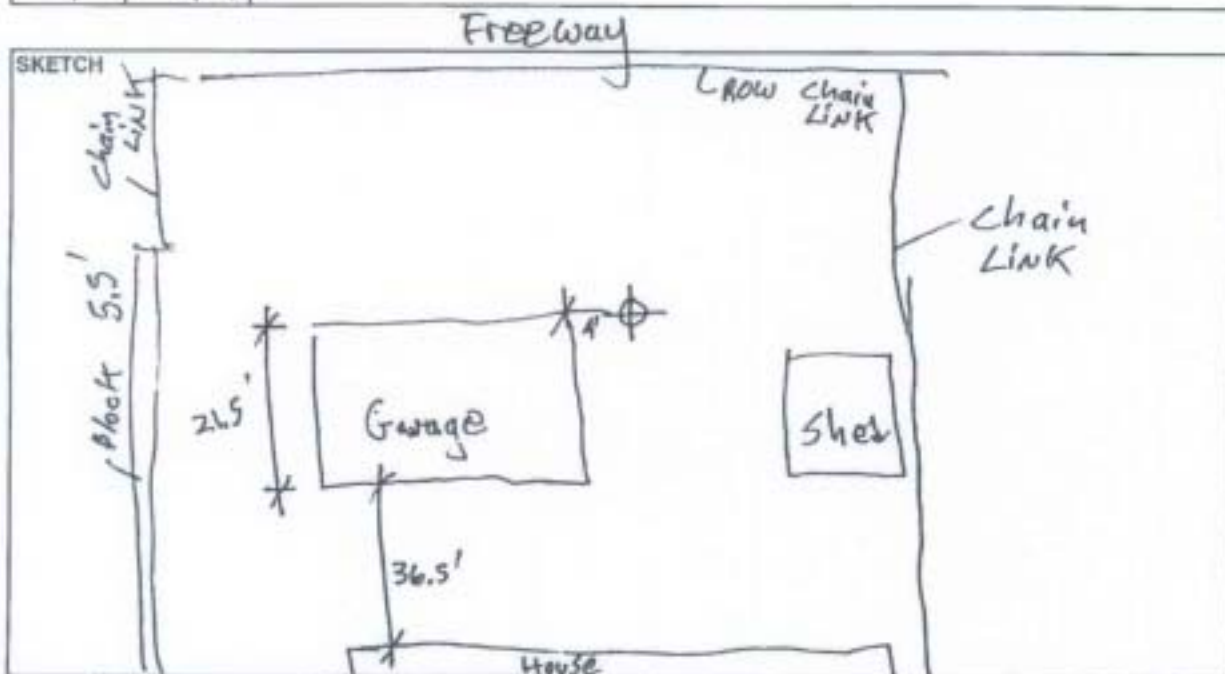 Freeway
SKETCH
Chain
LINK
ROW Chain
LINK
Chain
LINK
Block 5.5'
21.5'
Garage
Shed
36.5'
House